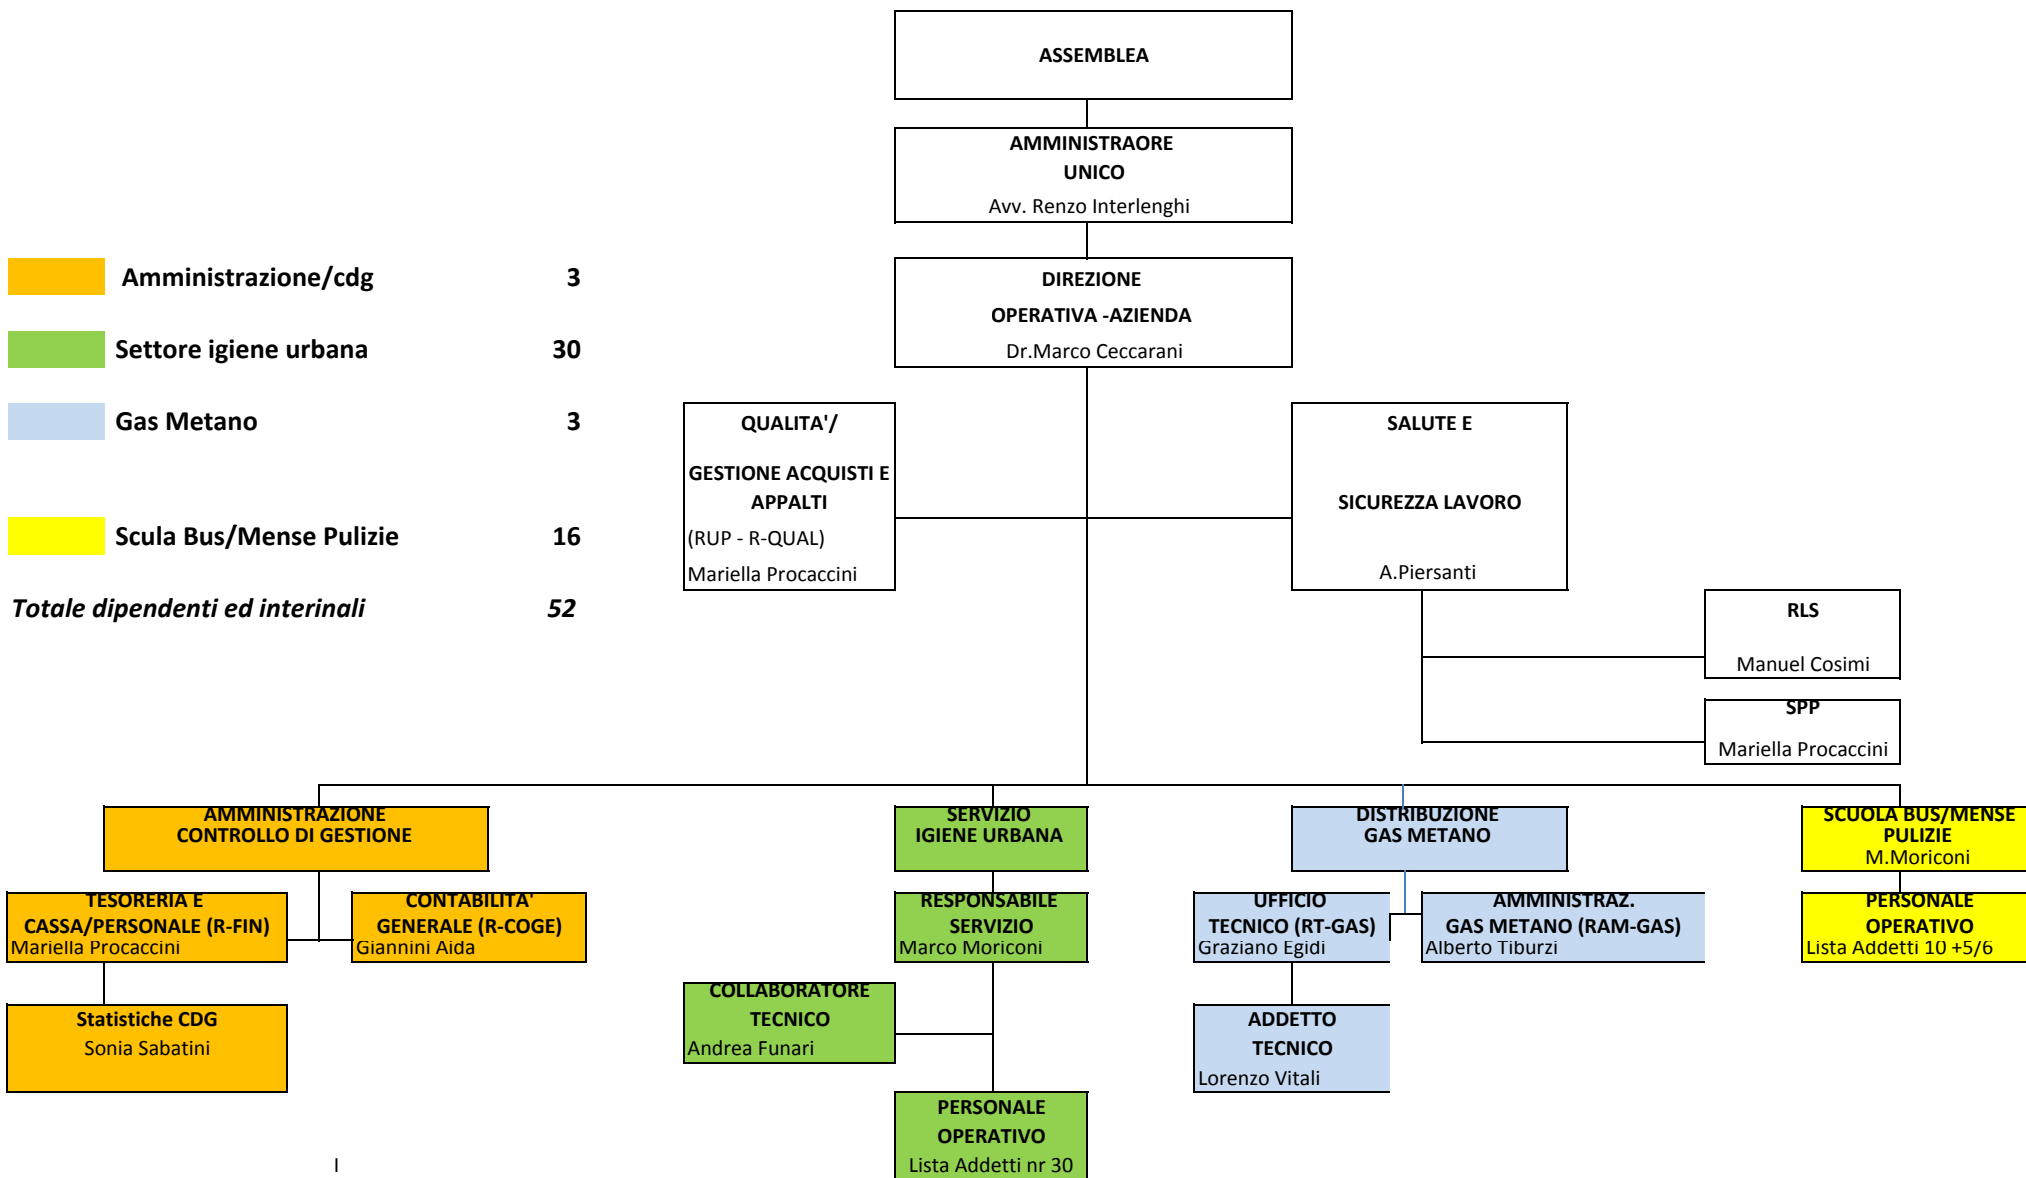 ASSEMBLEA
AMMINISTRAORE
UNICO
Avv. Renzo Interlenghi
Amministrazione/cdg 3
Settore igiene urbana 30
Gas Metano 3
Scula Bus/Mense Pulizie 16
Totale dipendenti ed interinali 52
DIREZIONE
OPERATIVA -AZIENDA
Dr.Marco Ceccarani
QUALITA'/
GESTIONE ACQUISTI E
APPALTI
(RUP - R-QUAL)
Mariella Procaccini
SALUTE E
SICUREZZA LAVORO
A.Piersanti
RLS
Manuel Cosimi
SPP
Mariella Procaccini
AMMINISTRAZIONE
CONTROLLO DI GESTIONE
TESORERIA E
CASSA/PERSONALE (R-FIN)
Mariella Procaccini
CONTABILITA'
GENERALE (R-COGE)
Giannini Aida
Statistiche CDG
Sonia Sabatini
SERVIZIO
IGIENE URBANA
RESPONSABILE
SERVIZIO
Marco Moriconi
COLLABORATORE
TECNICO
Andrea Funari
PERSONALE
OPERATIVO
Lista Addetti nr 30
DISTRIBUZIONE
GAS METANO
UFFICIO
TECNICO (RT-GAS)
Graziano Egidi
AMMINISTRAZ.
GAS METANO (RAM-GAS)
Alberto Tiburzi
ADDETTO
TECNICO
Lorenzo Vitali
SCUOLA BUS/MENSE
PULIZIE
M.Moriconi
PERSONALE
OPERATIVO
Lista Addetti 10 +5/6
I